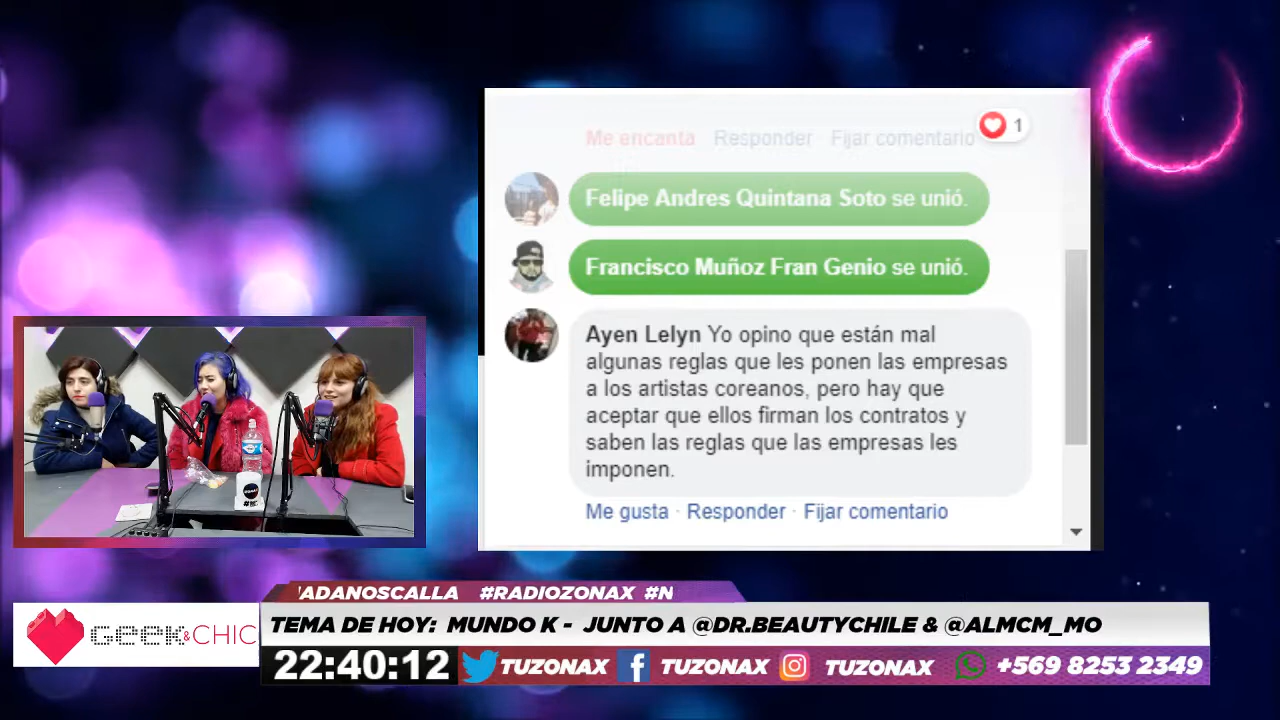 Me encanta Responder Fijar comentario 1
Felipe Andres Quintana Soto se unió.
Francisco Muñoz Fran Genio se unió.
Ayen Lelyn Yo opino que están mal
algunas reglas que les ponen las empresas
a los artistas coreanos, pero hay que
aceptar que ellos firman los contratos y
saben las reglas que las empresas les
imponen.
Me gusta · Responder · Fijar comentario
'ADANOSCALLA #RADIOZONAX #N
GEEK&CHIC
TEMA DE HOY: MUNDO K - JUNTO A @DR.BEAUTYCHILE & @ALMCM_MO
22:40:12 TUZONAX TUZONAX TUZONAX +569 8253 2349